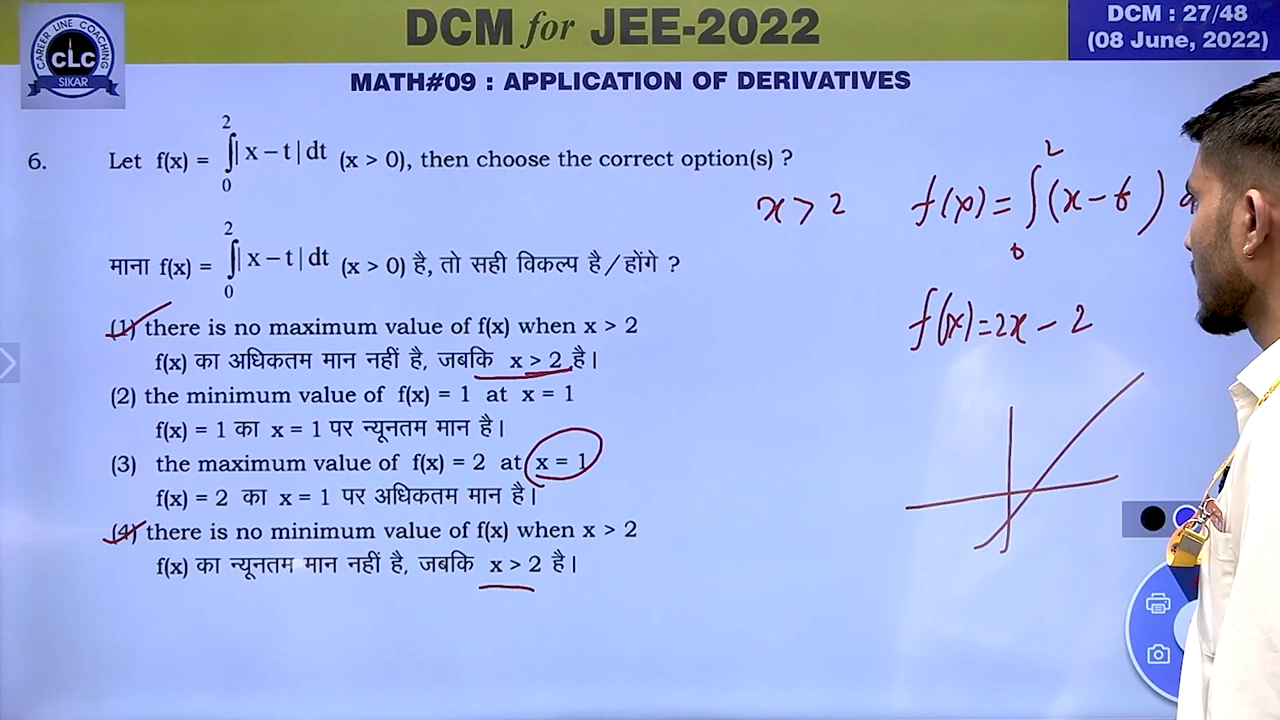 DCM for JEE-2022
DCM : 27/48
(08 June, 2022)
CAREER LINE COACHING
CLC
SIKAR
MATH#09 : APPLICATION OF DERIVATIVES
6. Let f(x) = ∫₀² |x – t| dt (x > 0), then choose the correct option(s) ?
माना f(x) = ∫₀² |x – t| dt (x > 0) है, तो सही विकल्प है/होंगे ?
(1) there is no maximum value of f(x) when x > 2
f(x) का अधिकतम मान नहीं है, जबकि x > 2 है।
(2) the minimum value of f(x) = 1 at x = 1
f(x) = 1 का x = 1 पर न्यूनतम मान है।
(3) the maximum value of f(x) = 2 at x = 1
f(x) = 2 का x = 1 पर अधिकतम मान है।
(4) there is no minimum value of f(x) when x > 2
f(x) का न्यूनतम मान नहीं है, जबकि x > 2 है।
x > 2 f(x) = ∫₀² (x – t)
f(x) = 2x – 2